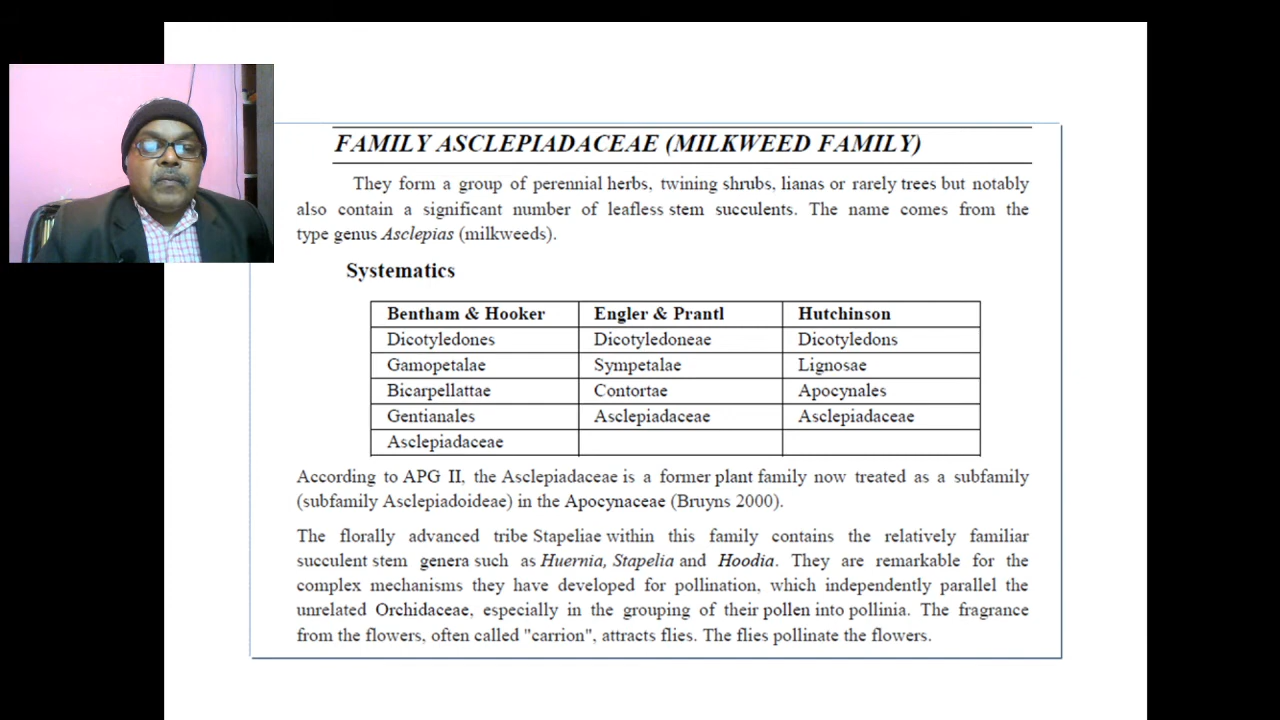 FAMILY ASCLEPIADACEAE (MILKWEED FAMILY)
They form a group of perennial herbs, twining shrubs, lianas or rarely trees but notably
also contain a significant number of leafless stem succulents. The name comes from the
type genus Asclepias (milkweeds).
Systematics
Bentham & Hooker Engler & Prantl Hutchinson
Dicotyledones Dicotyledoneae Dicotyledons
Gamopetalae Sympetalae Lignosae
Bicarpellattae Contortae Apocynales
Gentianales Asclepiadaceae Asclepiadaceae
Asclepiadaceae
According to APG II, the Asclepiadaceae is a former plant family now treated as a subfamily
(subfamily Asclepiadoideae) in the Apocynaceae (Bruyns 2000).
The florally advanced tribe Stapeliae within this family contains the relatively familiar
succulent stem genera such as Huernia, Stapelia and Hoodia. They are remarkable for the
complex mechanisms they have developed for pollination, which independently parallel the
unrelated Orchidaceae, especially in the grouping of their pollen into pollinia. The fragrance
from the flowers, often called "carrion", attracts flies. The flies pollinate the flowers.